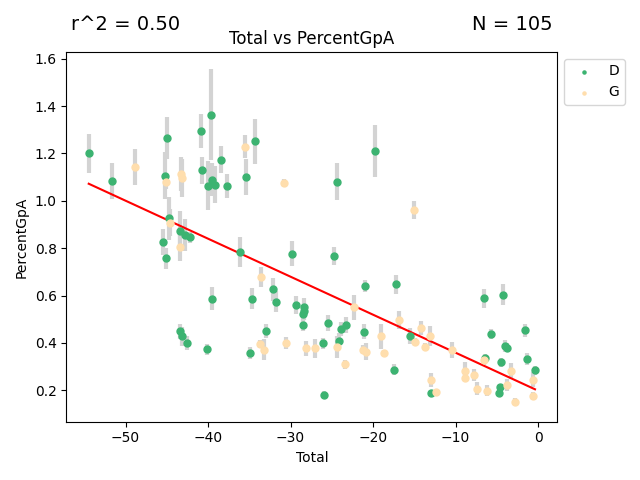 r^2 = 0.50
N = 105
Total vs PercentGpA
D
G
PercentGpA
1.6
1.4
1.2
1.0
0.8
0.6
0.4
0.2
−50
−40
−30
−20
−10
0
Total